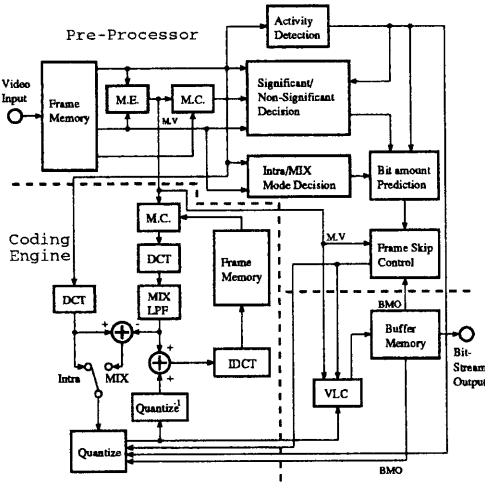 Pre-Processor
Activity
Detection
Video
Input
Frame
Memory
M.E.
M.C.
M.V
Significant/
Non-Significant
Decision
Intra/MIX
Mode Decision
Bit amount
Prediction
Coding
Engine
M.C.
DCT
MIX
LPF
Frame
Memory
M.V
Frame Skip
Control
DCT
BMO
Buffer
Memory
Bit-
Stream
Output
+
-
+
+
IDCT
Intra
MIX
Quantize-1
VLC
Quantize
BMO